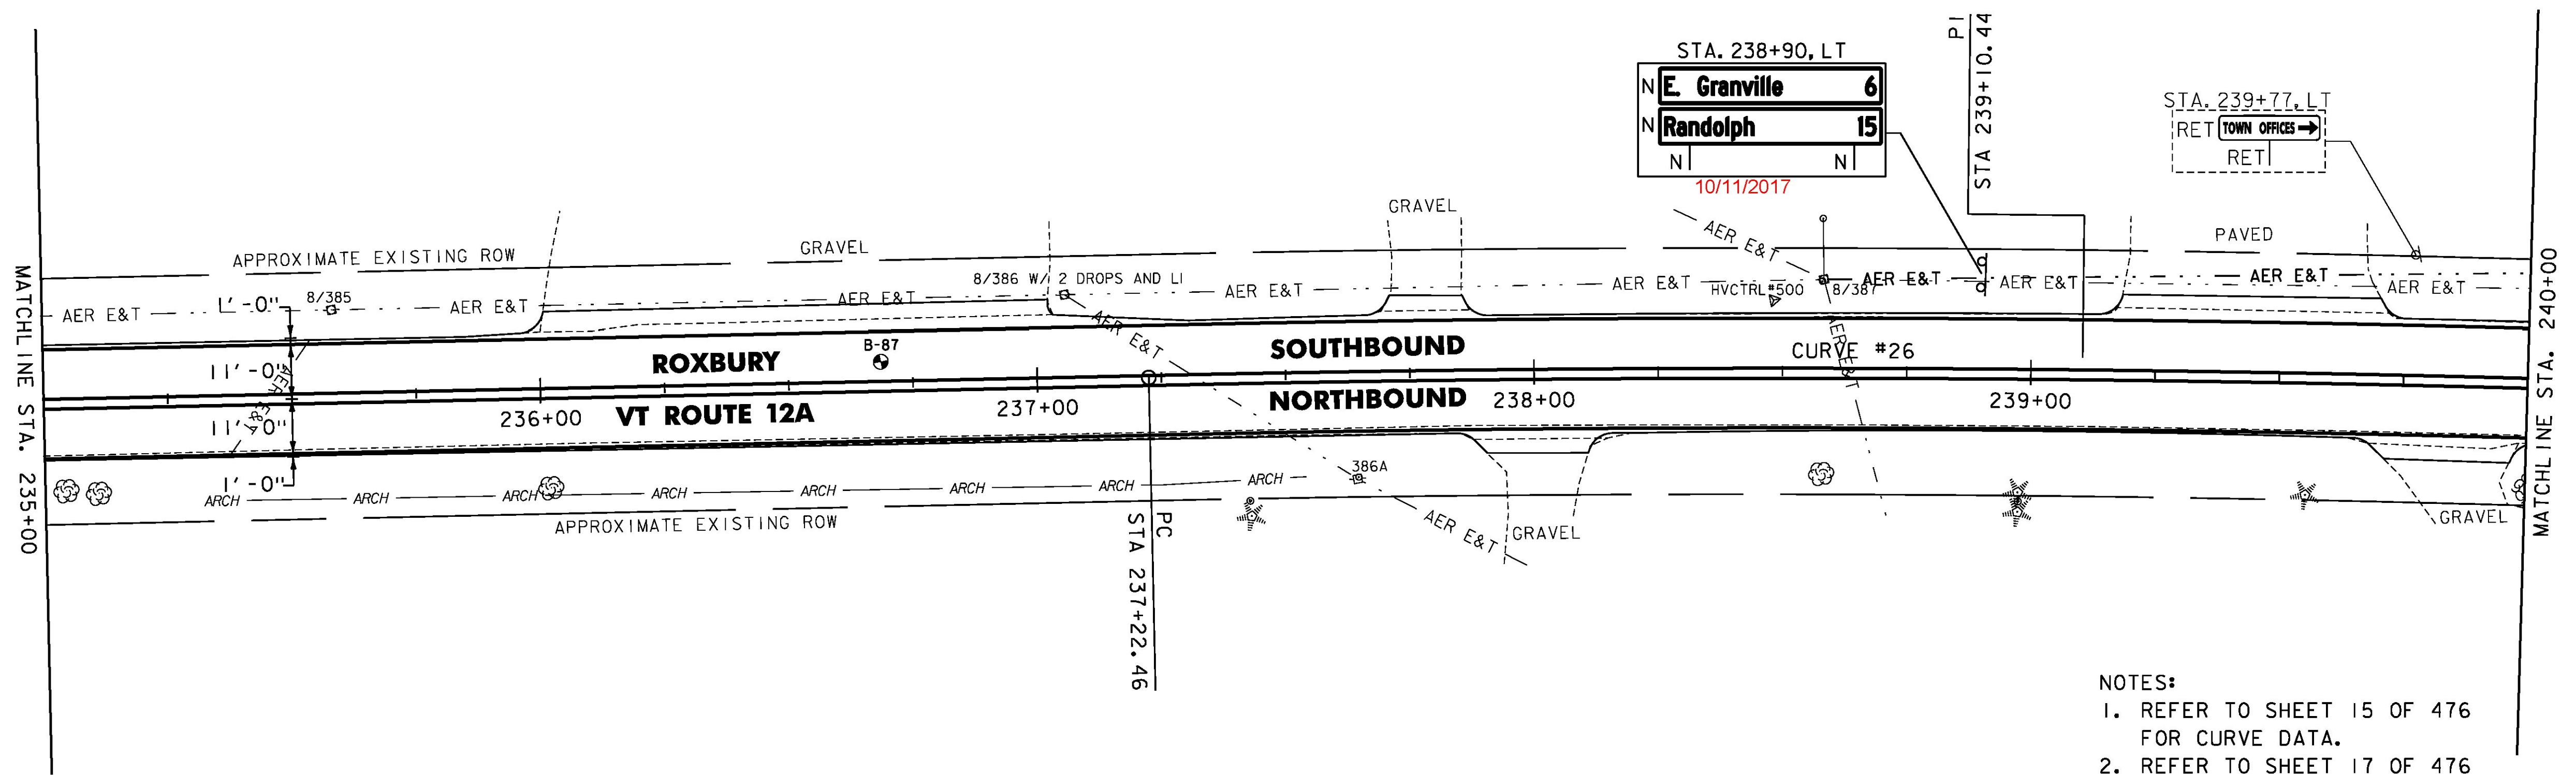 STA. 238+90, LT
N E. Granville 6
N Randolph 15
N N
10/11/2017
PI
STA 239+10.44
STA. 239+77, LT
RET TOWN OFFICES
RET
MATCHLINE STA. 235+00
APPROXIMATE EXISTING ROW
GRAVEL
GRAVEL
PAVED
AER E&T
8/385
AER E&T
AER E&T
8/386 W/ 2 DROPS AND LI
AER E&T
AER E&T
AER E&T
HVCTRL#500
8/387
AER E&T
AER E&T
AER E&T
AER E&T
1'-0"
11'-0"
11'-0"
1'-0"
AER E&T
AER E&T
AER E&T
ROXBURY
B-87
SOUTHBOUND
CURVE #26
236+00
VT ROUTE 12A
237+00
NORTHBOUND
238+00
239+00
ARCH ARCH ARCH ARCH ARCH ARCH ARCH ARCH
386A
APPROXIMATE EXISTING ROW
PC
STA 237+22.46
AER E&T
GRAVEL
GRAVEL
MATCHLINE STA. 240+00
NOTES:
1. REFER TO SHEET 15 OF 476
FOR CURVE DATA.
2. REFER TO SHEET 17 OF 476